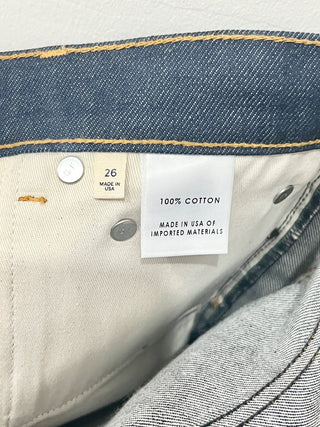 26
MADE IN
USA
100% COTTON
MADE IN USA OF
IMPORTED MATERIALS